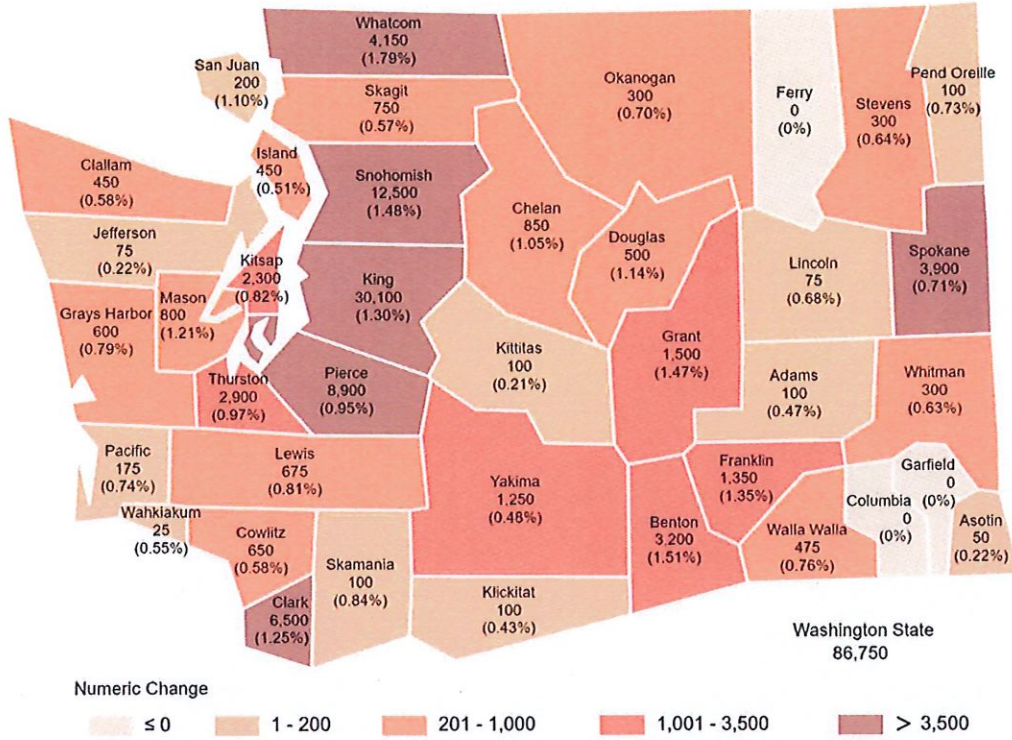 Whatcom
4,150
(1.79%)
San Juan
200
(1.10%)
Skagit
750
(0.57%)
Okanogan
300
(0.70%)
Ferry
0
(0%)
Stevens
300
(0.64%)
Pend Oreille
100
(0.73%)
Clallam
450
(0.58%)
Island
450
(0.51%)
Snohomish
12,500
(1.48%)
Chelan
850
(1.05%)
Douglas
500
(1.14%)
Jefferson
75
(0.22%)
Kitsap
2,300
(0.82%)
King
30,100
(1.30%)
Lincoln
75
(0.68%)
Spokane
3,900
(0.71%)
Grays Harbor
600
(0.79%)
Mason
800
(1.21%)
Kittitas
100
(0.21%)
Grant
1,500
(1.47%)
Adams
100
(0.47%)
Whitman
300
(0.63%)
Thurston
2,900
(0.97%)
Pierce
8,900
(0.95%)
Pacific
175
(0.74%)
Lewis
675
(0.81%)
Yakima
1,250
(0.48%)
Franklin
1,350
(1.35%)
Garfield
0
(0%)
Columbia
0
(0%)
Wahkiakum
25
(0.55%)
Cowlitz
650
(0.58%)
Benton
3,200
(1.51%)
Walla Walla
475
(0.76%)
Asotin
50
(0.22%)
Skamania
100
(0.84%)
Clark
6,500
(1.25%)
Klickitat
100
(0.43%)
Washington State
86,750
Numeric Change
≤ 0
1 - 200
201 - 1,000
1,001 - 3,500
> 3,500